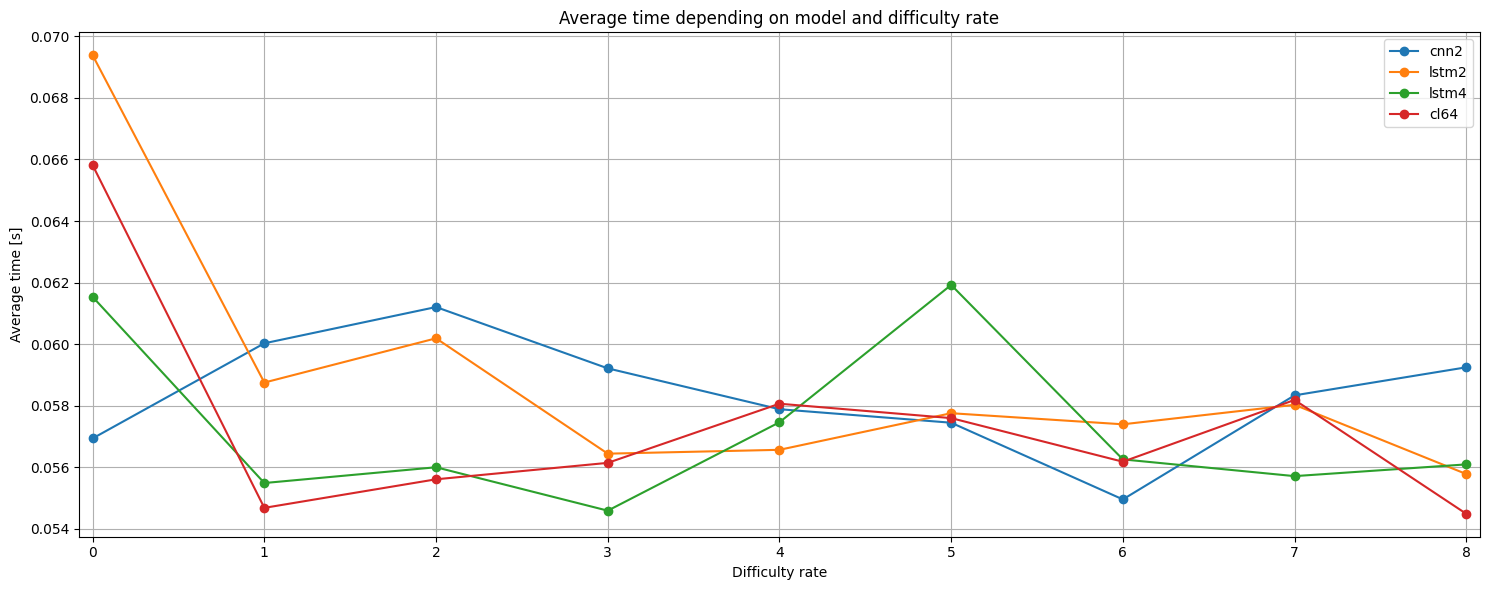 Average time depending on model and difficulty rate
cnn2
lstm2
lstm4
cl64
Average time [s]
0.070
0.068
0.066
0.064
0.062
0.060
0.058
0.056
0.054
0 1 2 3 4 5 6 7 8
Difficulty rate